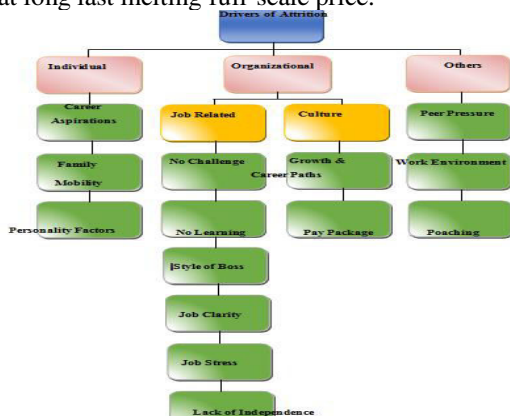 at long last melting full-scale price.
Drivers of Attrition
Individual
Organizational
Others
Career
Aspirations
Family
Mobility
Personality Factors
Job Related
No Challenge
No Learning
Style of Boss
Job Clarity
Job Stress
Lack of Independence
Culture
Growth &
Career Paths
Pay Package
Peer Pressure
Work Environment
Poaching